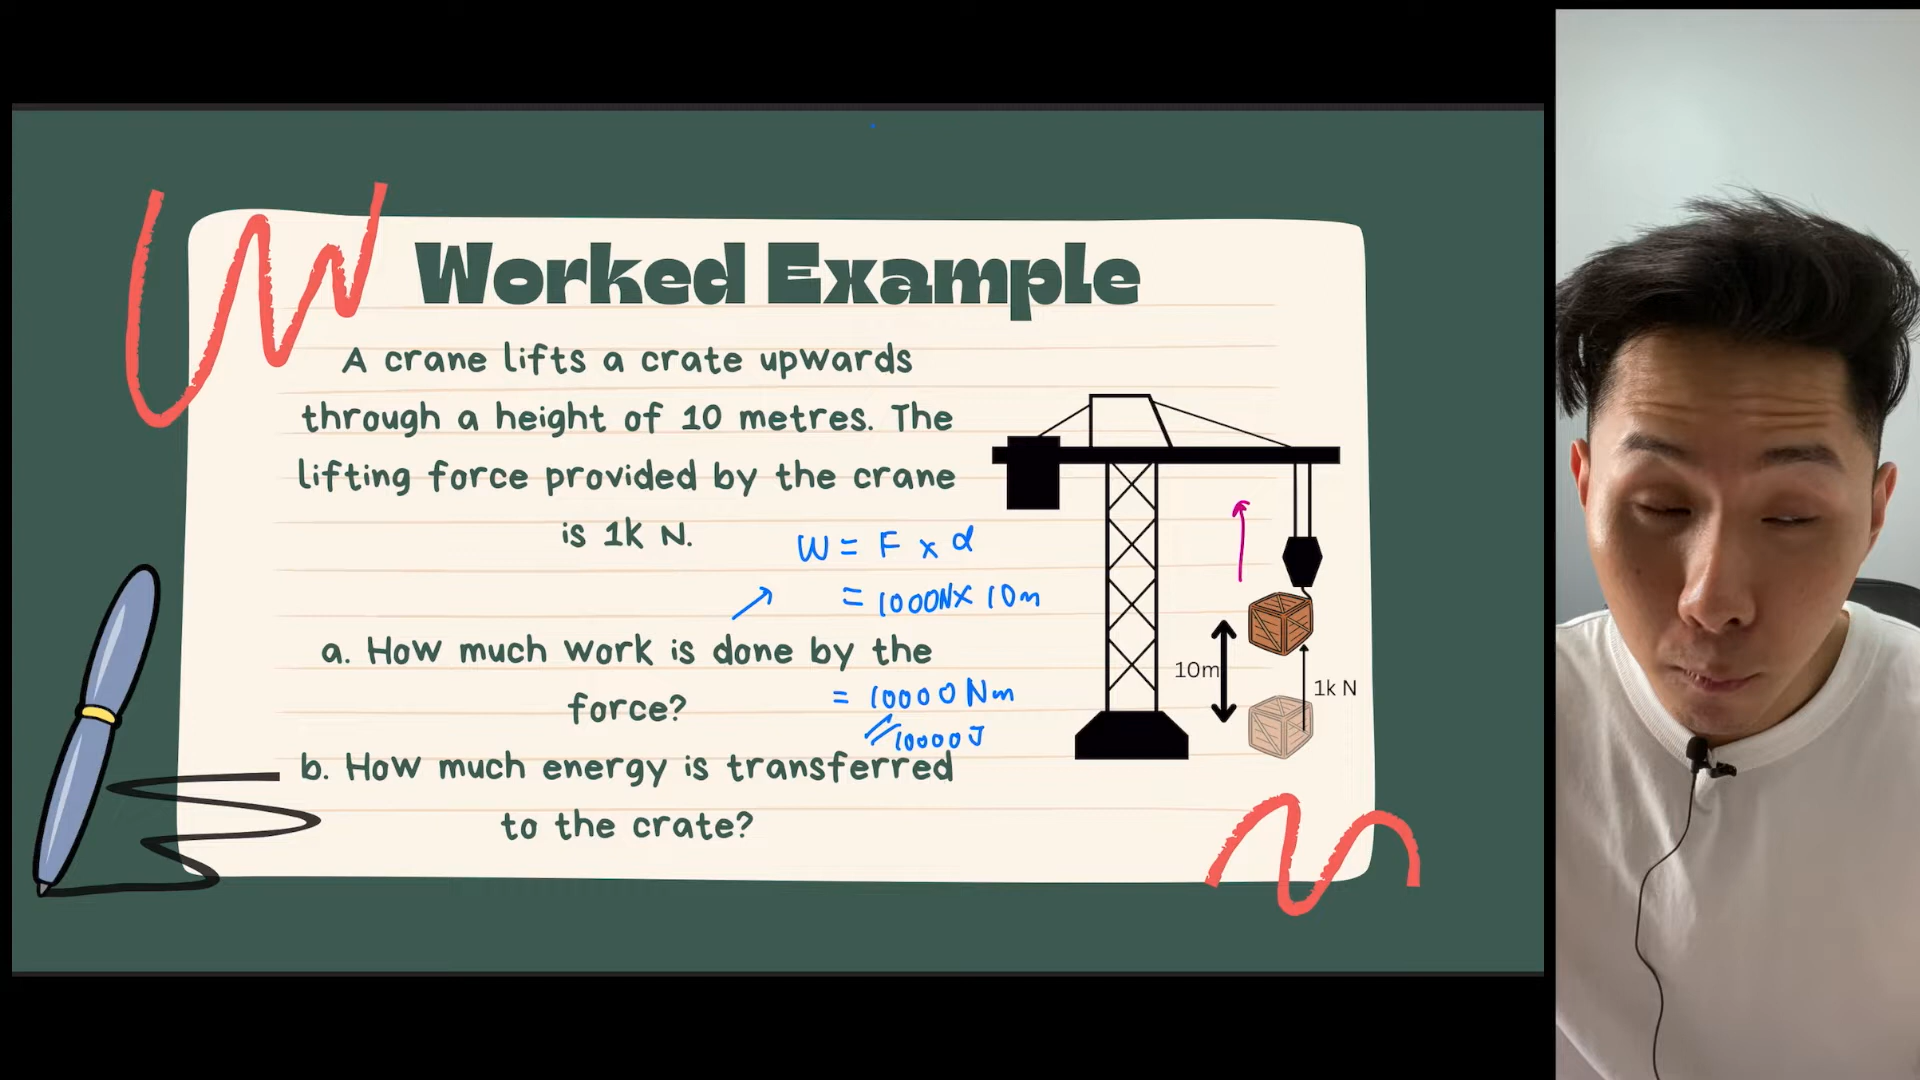 Worked Example
A crane lifts a crate upwards
through a height of 10 metres. The
lifting force provided by the crane
is 1k N.
W = F x d
= 1000N x 10m
a. How much work is done by the
force?
= 10000 Nm
10000 J
b. How much energy is transferred
to the crate?
10m
1k N